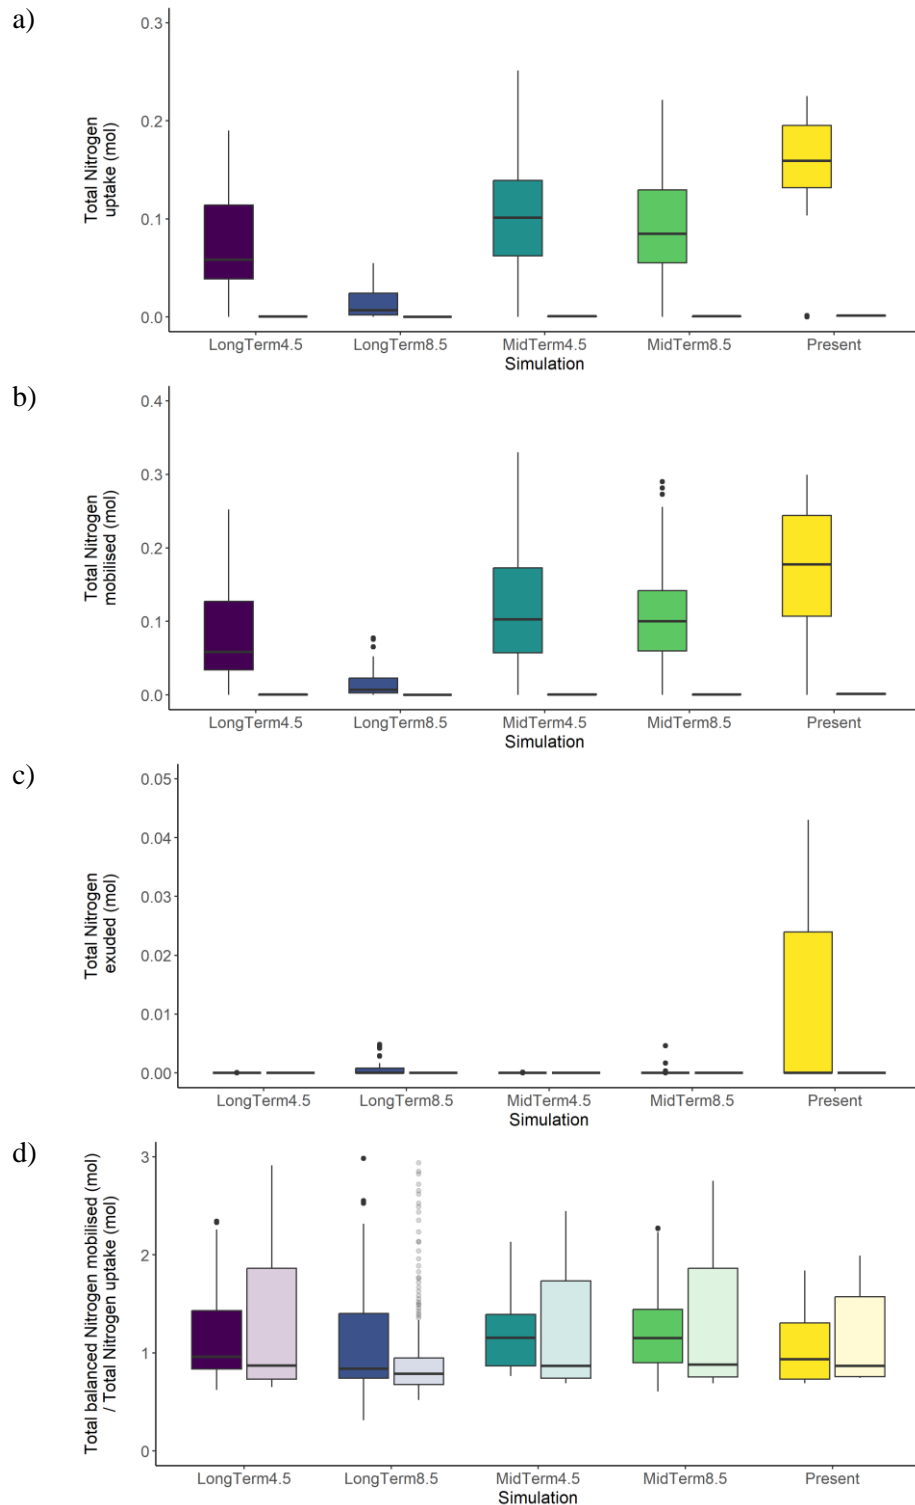 a)
Total Nitrogen
uptake (mol)
0.3
0.2
0.1
0.0
LongTerm4.5 LongTerm8.5 MidTerm4.5 MidTerm8.5 Present
Simulation
b)
Total Nitrogen
mobilised (mol)
0.4
0.3
0.2
0.1
0.0
LongTerm4.5 LongTerm8.5 MidTerm4.5 MidTerm8.5 Present
Simulation
c)
Total Nitrogen
exuded (mol)
0.05
0.04
0.03
0.02
0.01
0.00
LongTerm4.5 LongTerm8.5 MidTerm4.5 MidTerm8.5 Present
Simulation
d)
Total balanced Nitrogen mobilised (mol)
/ Total Nitrogen uptake (mol)
3
2
1
0
LongTerm4.5 LongTerm8.5 MidTerm4.5 MidTerm8.5 Present
Simulation